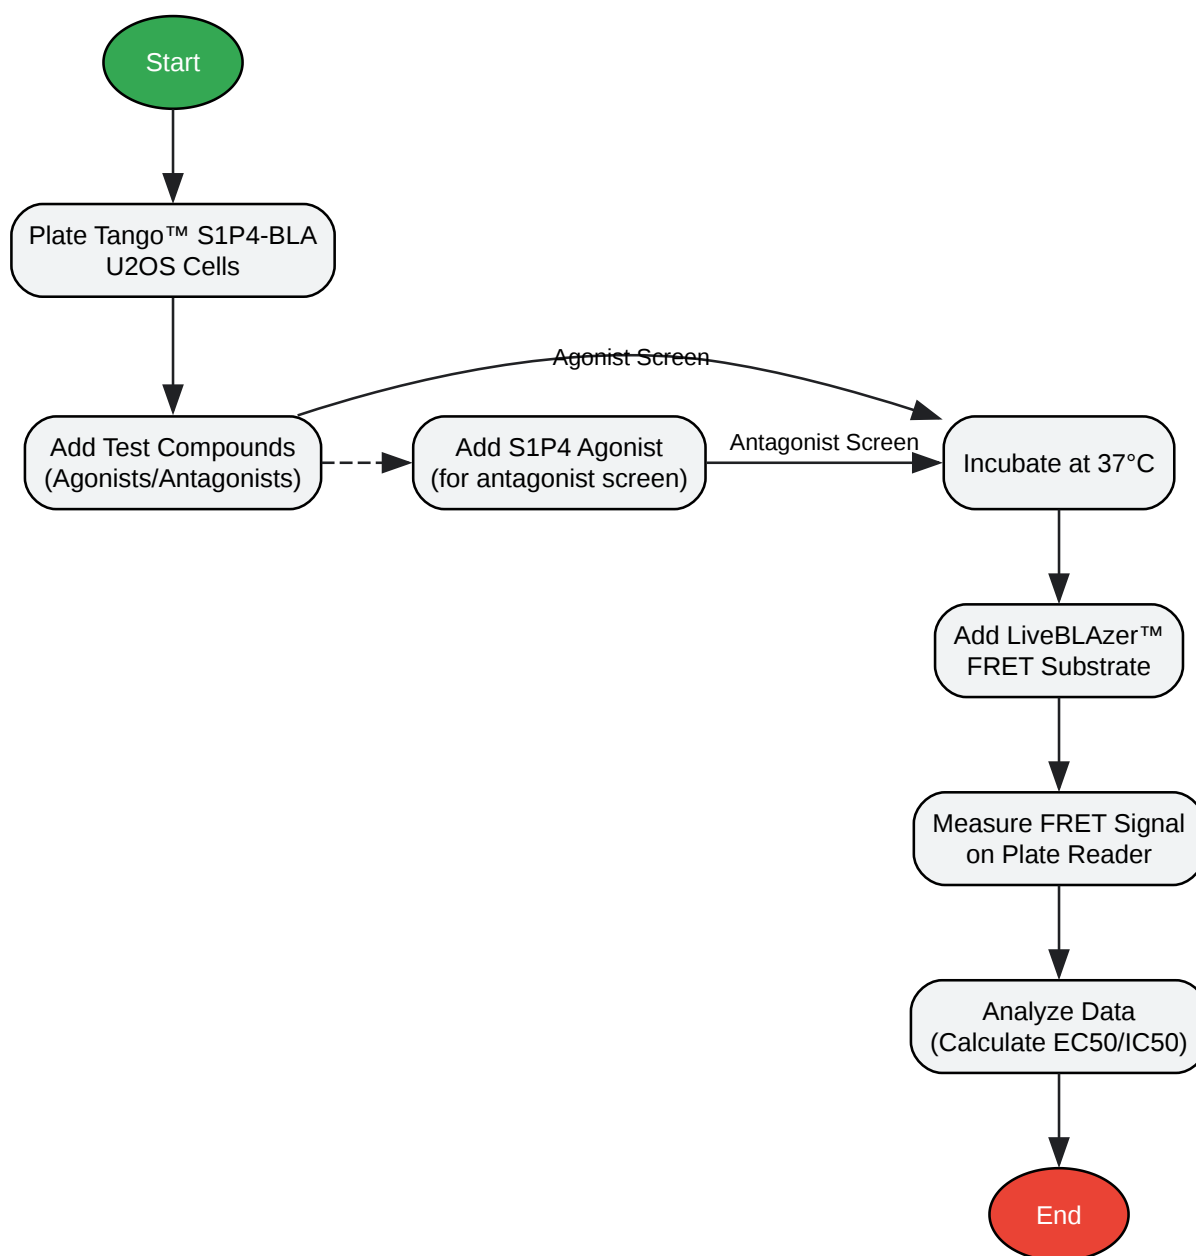 Start
Plate Tango™ S1P4-BLA
U2OS Cells
Agonist Screen
Add Test Compounds
(Agonists/Antagonists)
Add S1P4 Agonist
(for antagonist screen)
Antagonist Screen
Incubate at 37°C
Add LiveBLAzer™
FRET Substrate
Measure FRET Signal
on Plate Reader
Analyze Data
(Calculate EC50/IC50)
End